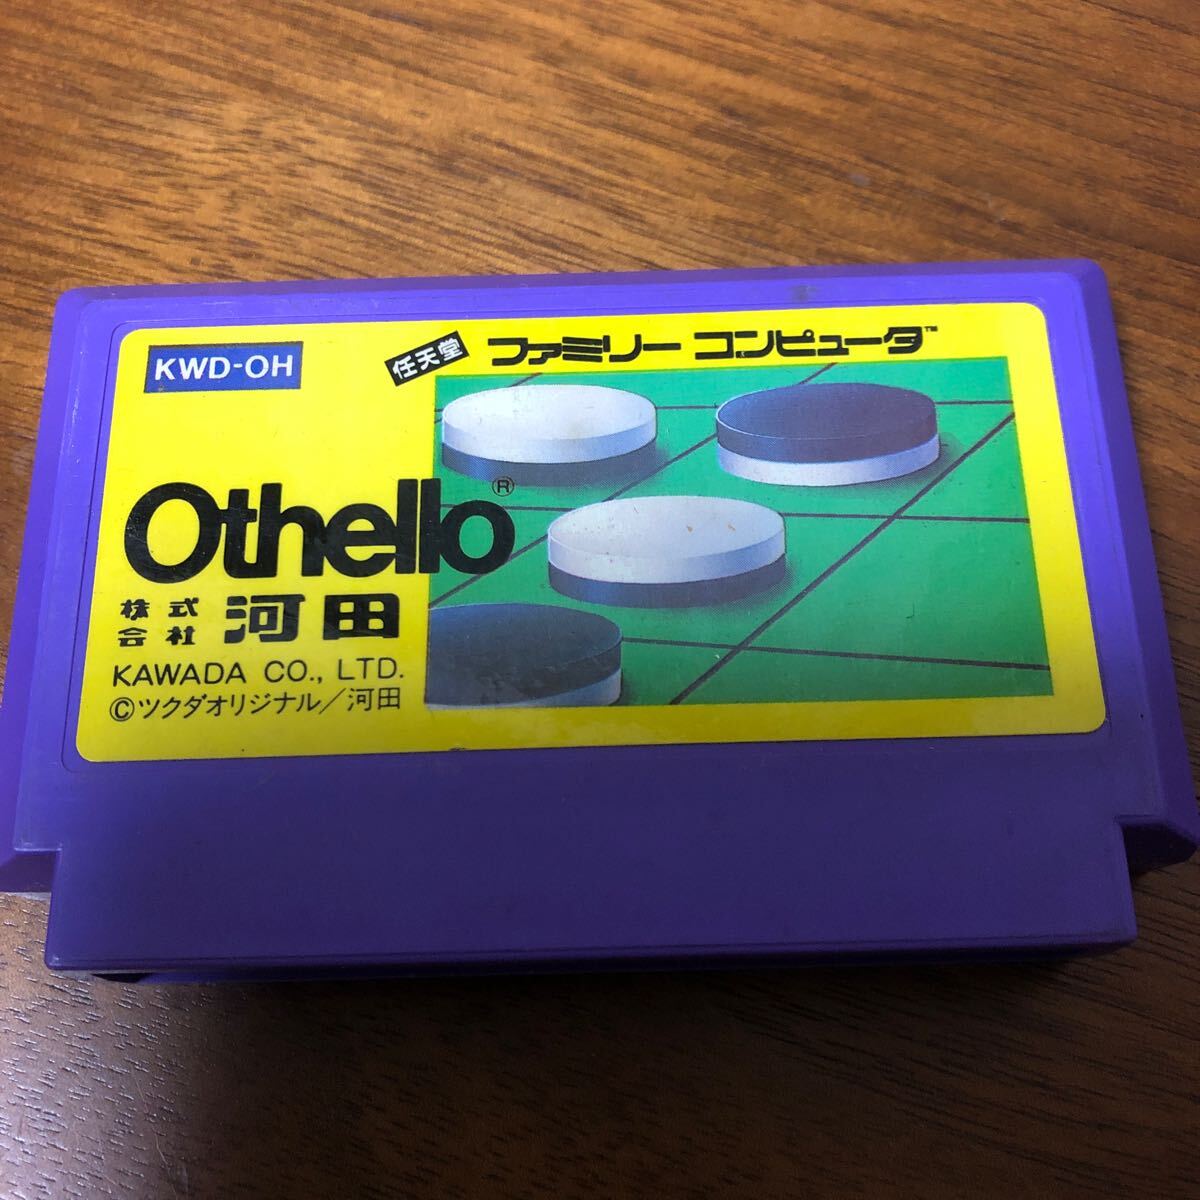 KWD-OH
任天堂 ファミリー コンピュータ™
Othello®
株式会社 河田
KAWADA CO., LTD.
©ツクダオリジナル/河田